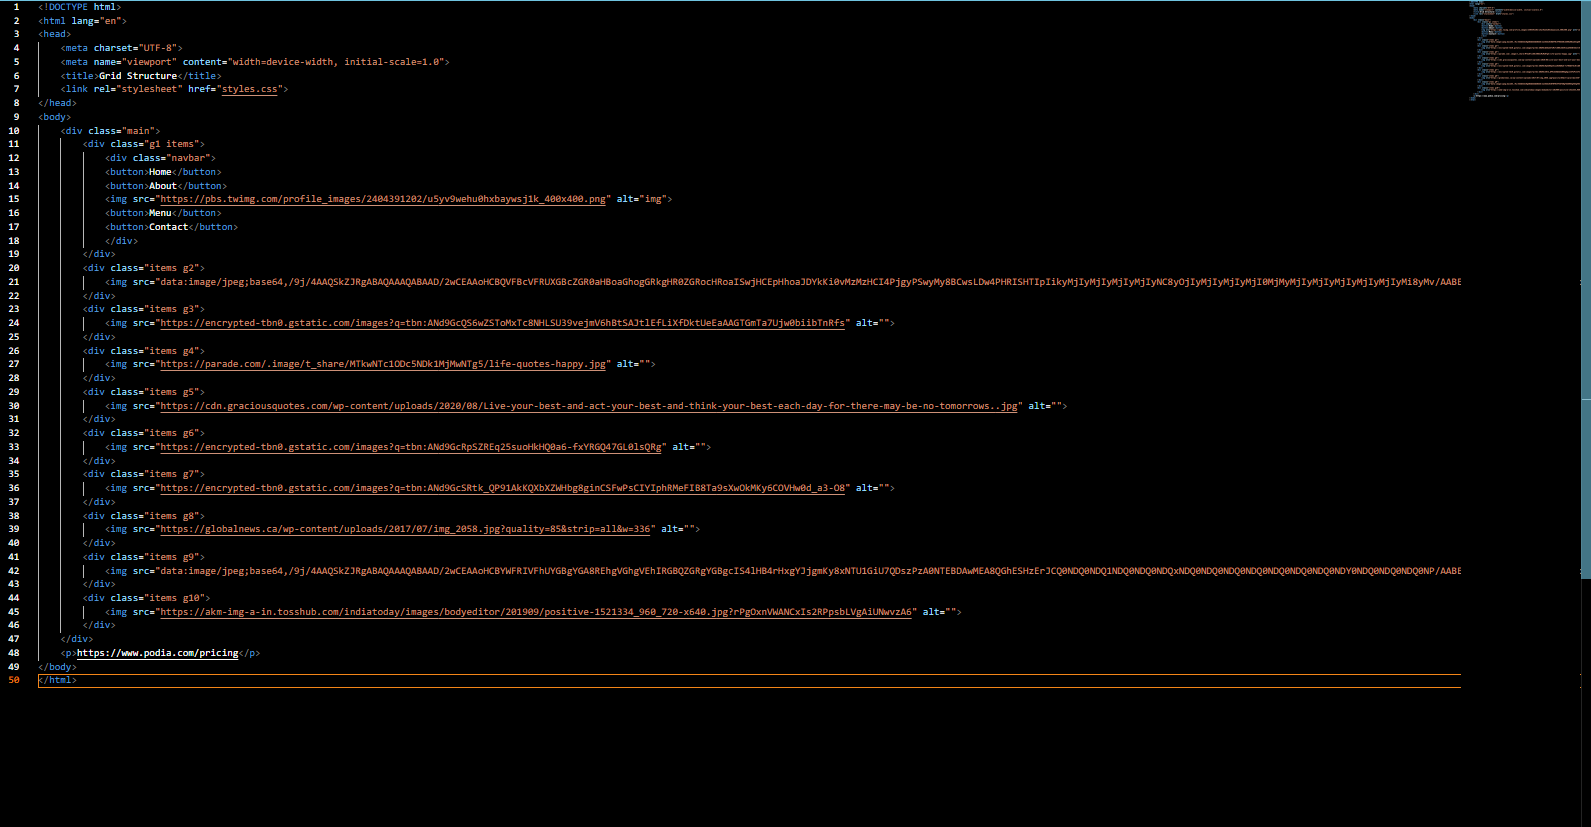 1 <!DOCTYPE html>
2 <html lang="en">
3 <head>
4 <meta charset="UTF-8">
5 <meta name="viewport" content="width=device-width, initial-scale=1.0">
6 <title>Grid Structure</title>
7 <link rel="stylesheet" href="styles.css">
8 </head>
9 <body>
10 <div class="main">
11 <div class="g1 items">
12 <div class="navbar">
13 <button>Home</button>
14 <button>About</button>
15 <img src="https://pbs.twimg.com/profile_images/2404391202/u5yv9wehu0hxbaywsj1k_400x400.png" alt="img">
16 <button>Menu</button>
17 <button>Contact</button>
18 </div>
19 </div>
20 <div class="items g2">
21 <img src="data:image/jpeg;base64,
22 </div>
23 <div class="items g3">
24 <img src="https://encrypted-tbn0.gstatic.com/images?q=tbn:ANd9GcQS6wZSToMxTc8NHLSU39vejmV6hBtSAJtlEfLiXfDktUeEaAAGTGmTa7Ujw0biibTnRfs" alt="">
25 </div>
26 <div class="items g4">
27 <img src="https://parade.com/.image/t_share/MTkwNTc1ODc5NDk1MjMwNTg5/life-quotes-happy.jpg" alt="">
28 </div>
29 <div class="items g5">
30 <img src="https://cdn.graciousquotes.com/wp-content/uploads/2020/08/Live-your-best-and-act-your-best-and-think-your-best-each-day-for-there-may-be-no-tomorrows..jpg" alt="">
31 </div>
32 <div class="items g6">
33 <img src="https://encrypted-tbn0.gstatic.com/images?q=tbn:ANd9GcRpSZREq25suoHkHQ0a6-fxYRGQ47GL0lsQRg" alt="">
34 </div>
35 <div class="items g7">
36 <img src="https://encrypted-tbn0.gstatic.com/images?q=tbn:ANd9GcSRtk_QP91AkKQXbXZWHbg8ginCSFwPsCIYIphRMeFIB8Ta9sXwOkMKy6COVHw0d_a3-O8" alt="">
37 </div>
38 <div class="items g8">
39 <img src="https://globalnews.ca/wp-content/uploads/2017/07/img_2058.jpg?quality=85&strip=all&w=336" alt="">
40 </div>
41 <div class="items g9">
42 <img src="data:image/jpeg;base64,
43 </div>
44 <div class="items g10">
45 <img src="https://akm-img-a-in.tosshub.com/indiatoday/images/bodyeditor/201909/positive-1521334_960_720-x640.jpg?rPgOxnVWANCxIs2RPpsbLVgAiUNwvzA6" alt="">
46 </div>
47 </div>
48 <p>https://www.podia.com/pricing</p>
49 </body>
50 </html>